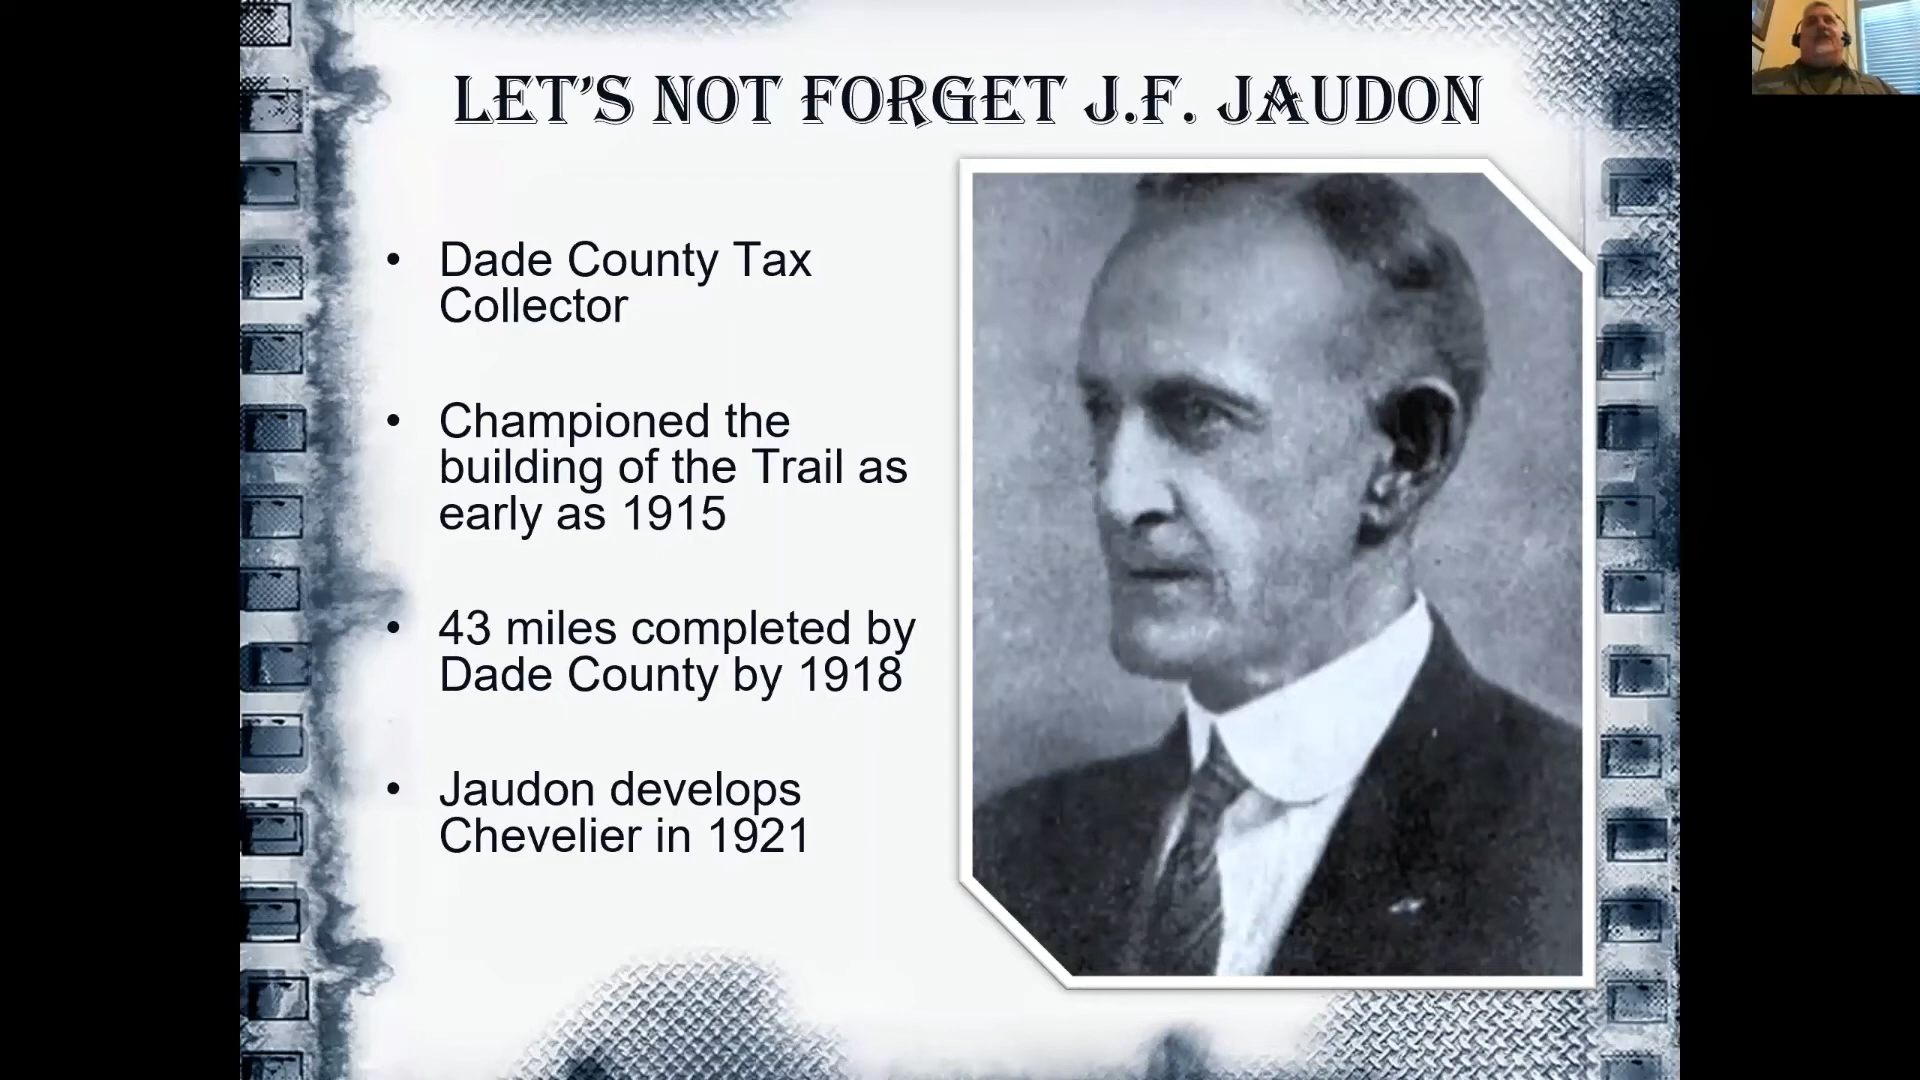 LET'S NOT FORGET J.F. JAUDON
• Dade County Tax
Collector
• Championed the
building of the Trail as
early as 1915
• 43 miles completed by
Dade County by 1918
• Jaudon develops
Chevelier in 1921